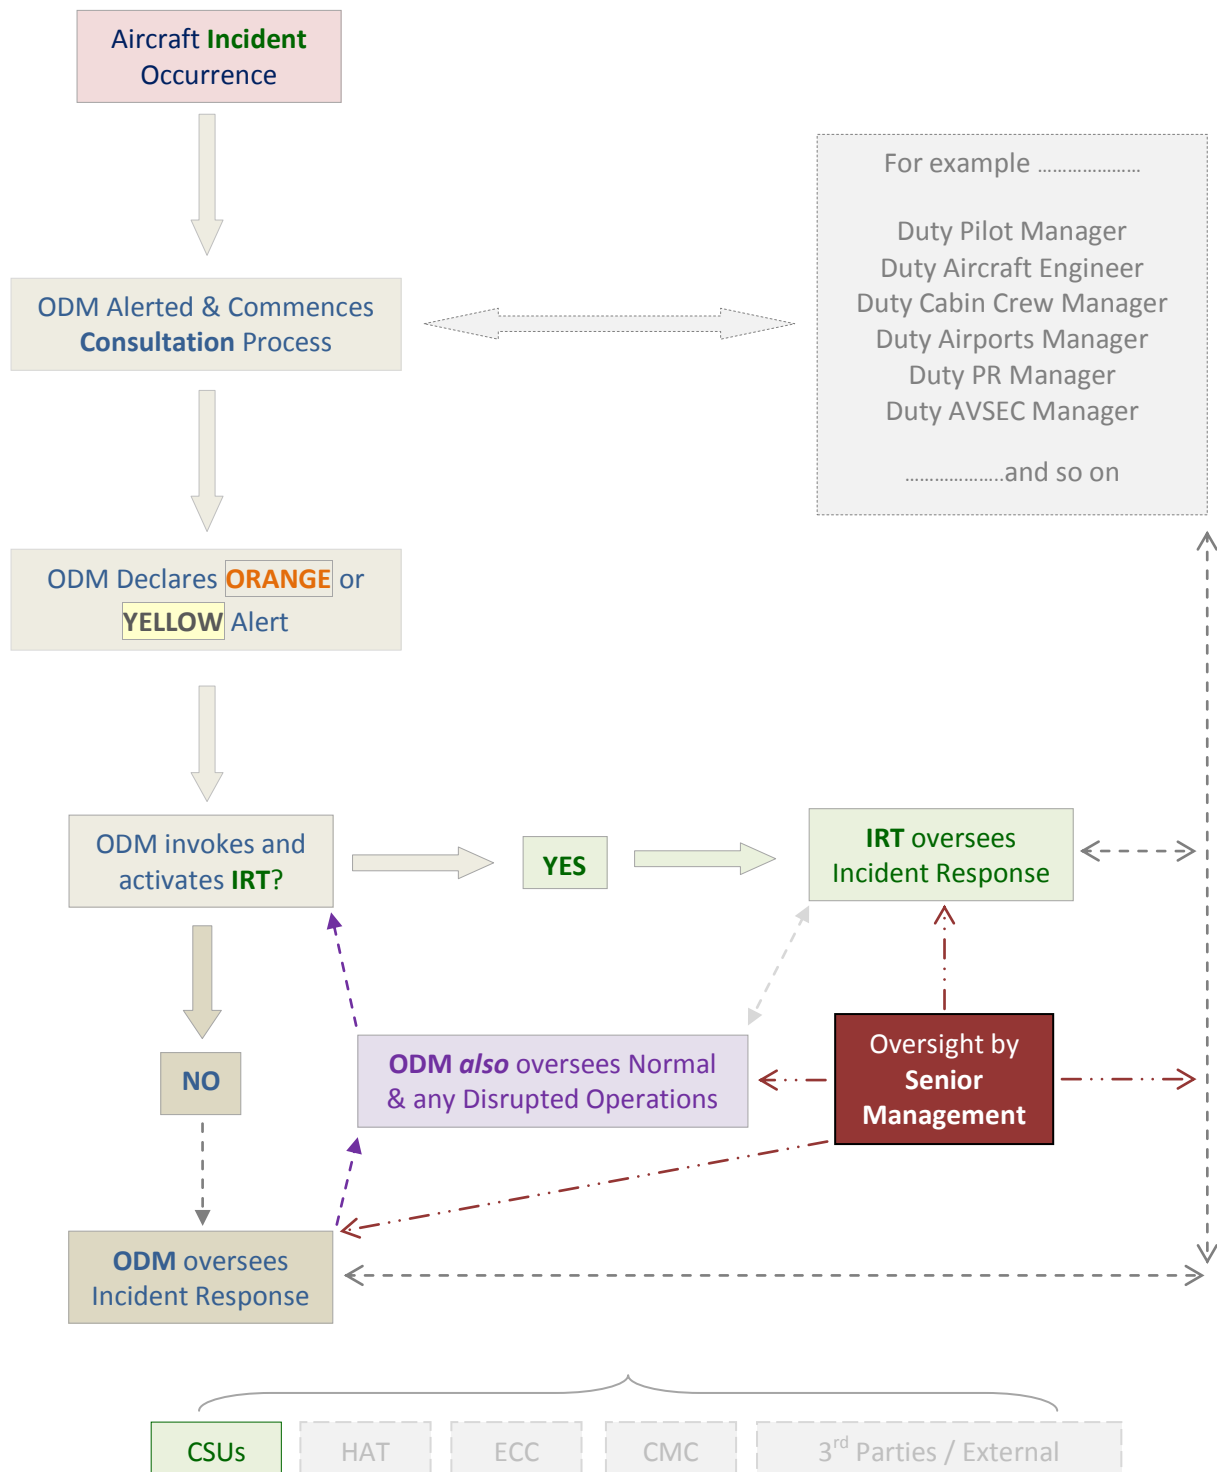 Aircraft Incident
Occurrence
For example .....................
Duty Pilot Manager
Duty Aircraft Engineer
Duty Cabin Crew Manager
Duty Airports Manager
Duty PR Manager
Duty AVSEC Manager
....................and so on
ODM Alerted & Commences
Consultation Process
ODM Declares ORANGE or
YELLOW Alert
ODM invokes and
activates IRT?
YES
IRT oversees
Incident Response
NO
ODM also oversees Normal
& any Disrupted Operations
Oversight by
Senior
Management
ODM oversees
Incident Response
CSUs
HAT
ECC
CMC
3rd Parties / External